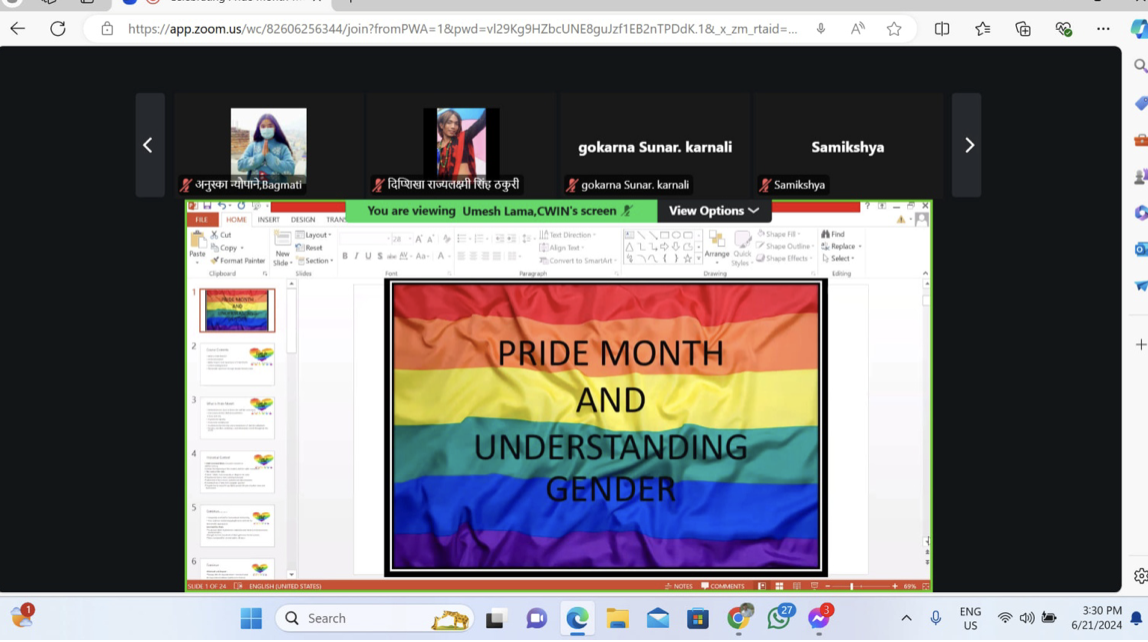 https://app.zoom.us/wc/82606256344/join?fromPWA=1&pwd=vl29Kg9HZbcUNE8guJzf1EB2nTPDdK.1&_x_zm_rtaid=...
gokarna Sunar. karnali
Samikshya
अनुस्का न्योपाने,Bagmati
दिप्शिखा राज्यलक्ष्मी सिंह ठकुरी
gokarna Sunar. karnali
Samikshya
You are viewing Umesh Lama,CWIN's screen
View Options
FILE
HOME
INSERT
DESIGN
Cut
Copy
Format Painter
Paste
Clipboard
New
Slide
Layout
Reset
Section
Slides
Font
Text Direction
Align Text
Convert to SmartArt
Paragraph
Arrange
Quick
Styles
Shape Fill
Shape Outline
Shape Effects
Drawing
Find
Replace
Select
Editing
1
2
3
4
5
6
PRIDE MONTH
AND
UNDERSTANDING
GENDER
SLIDE 1 OF 24
ENGLISH (UNITED STATES)
NOTES
COMMENTS
69%
1
Search
27
3
ENG
US
3:30 PM
6/21/2024